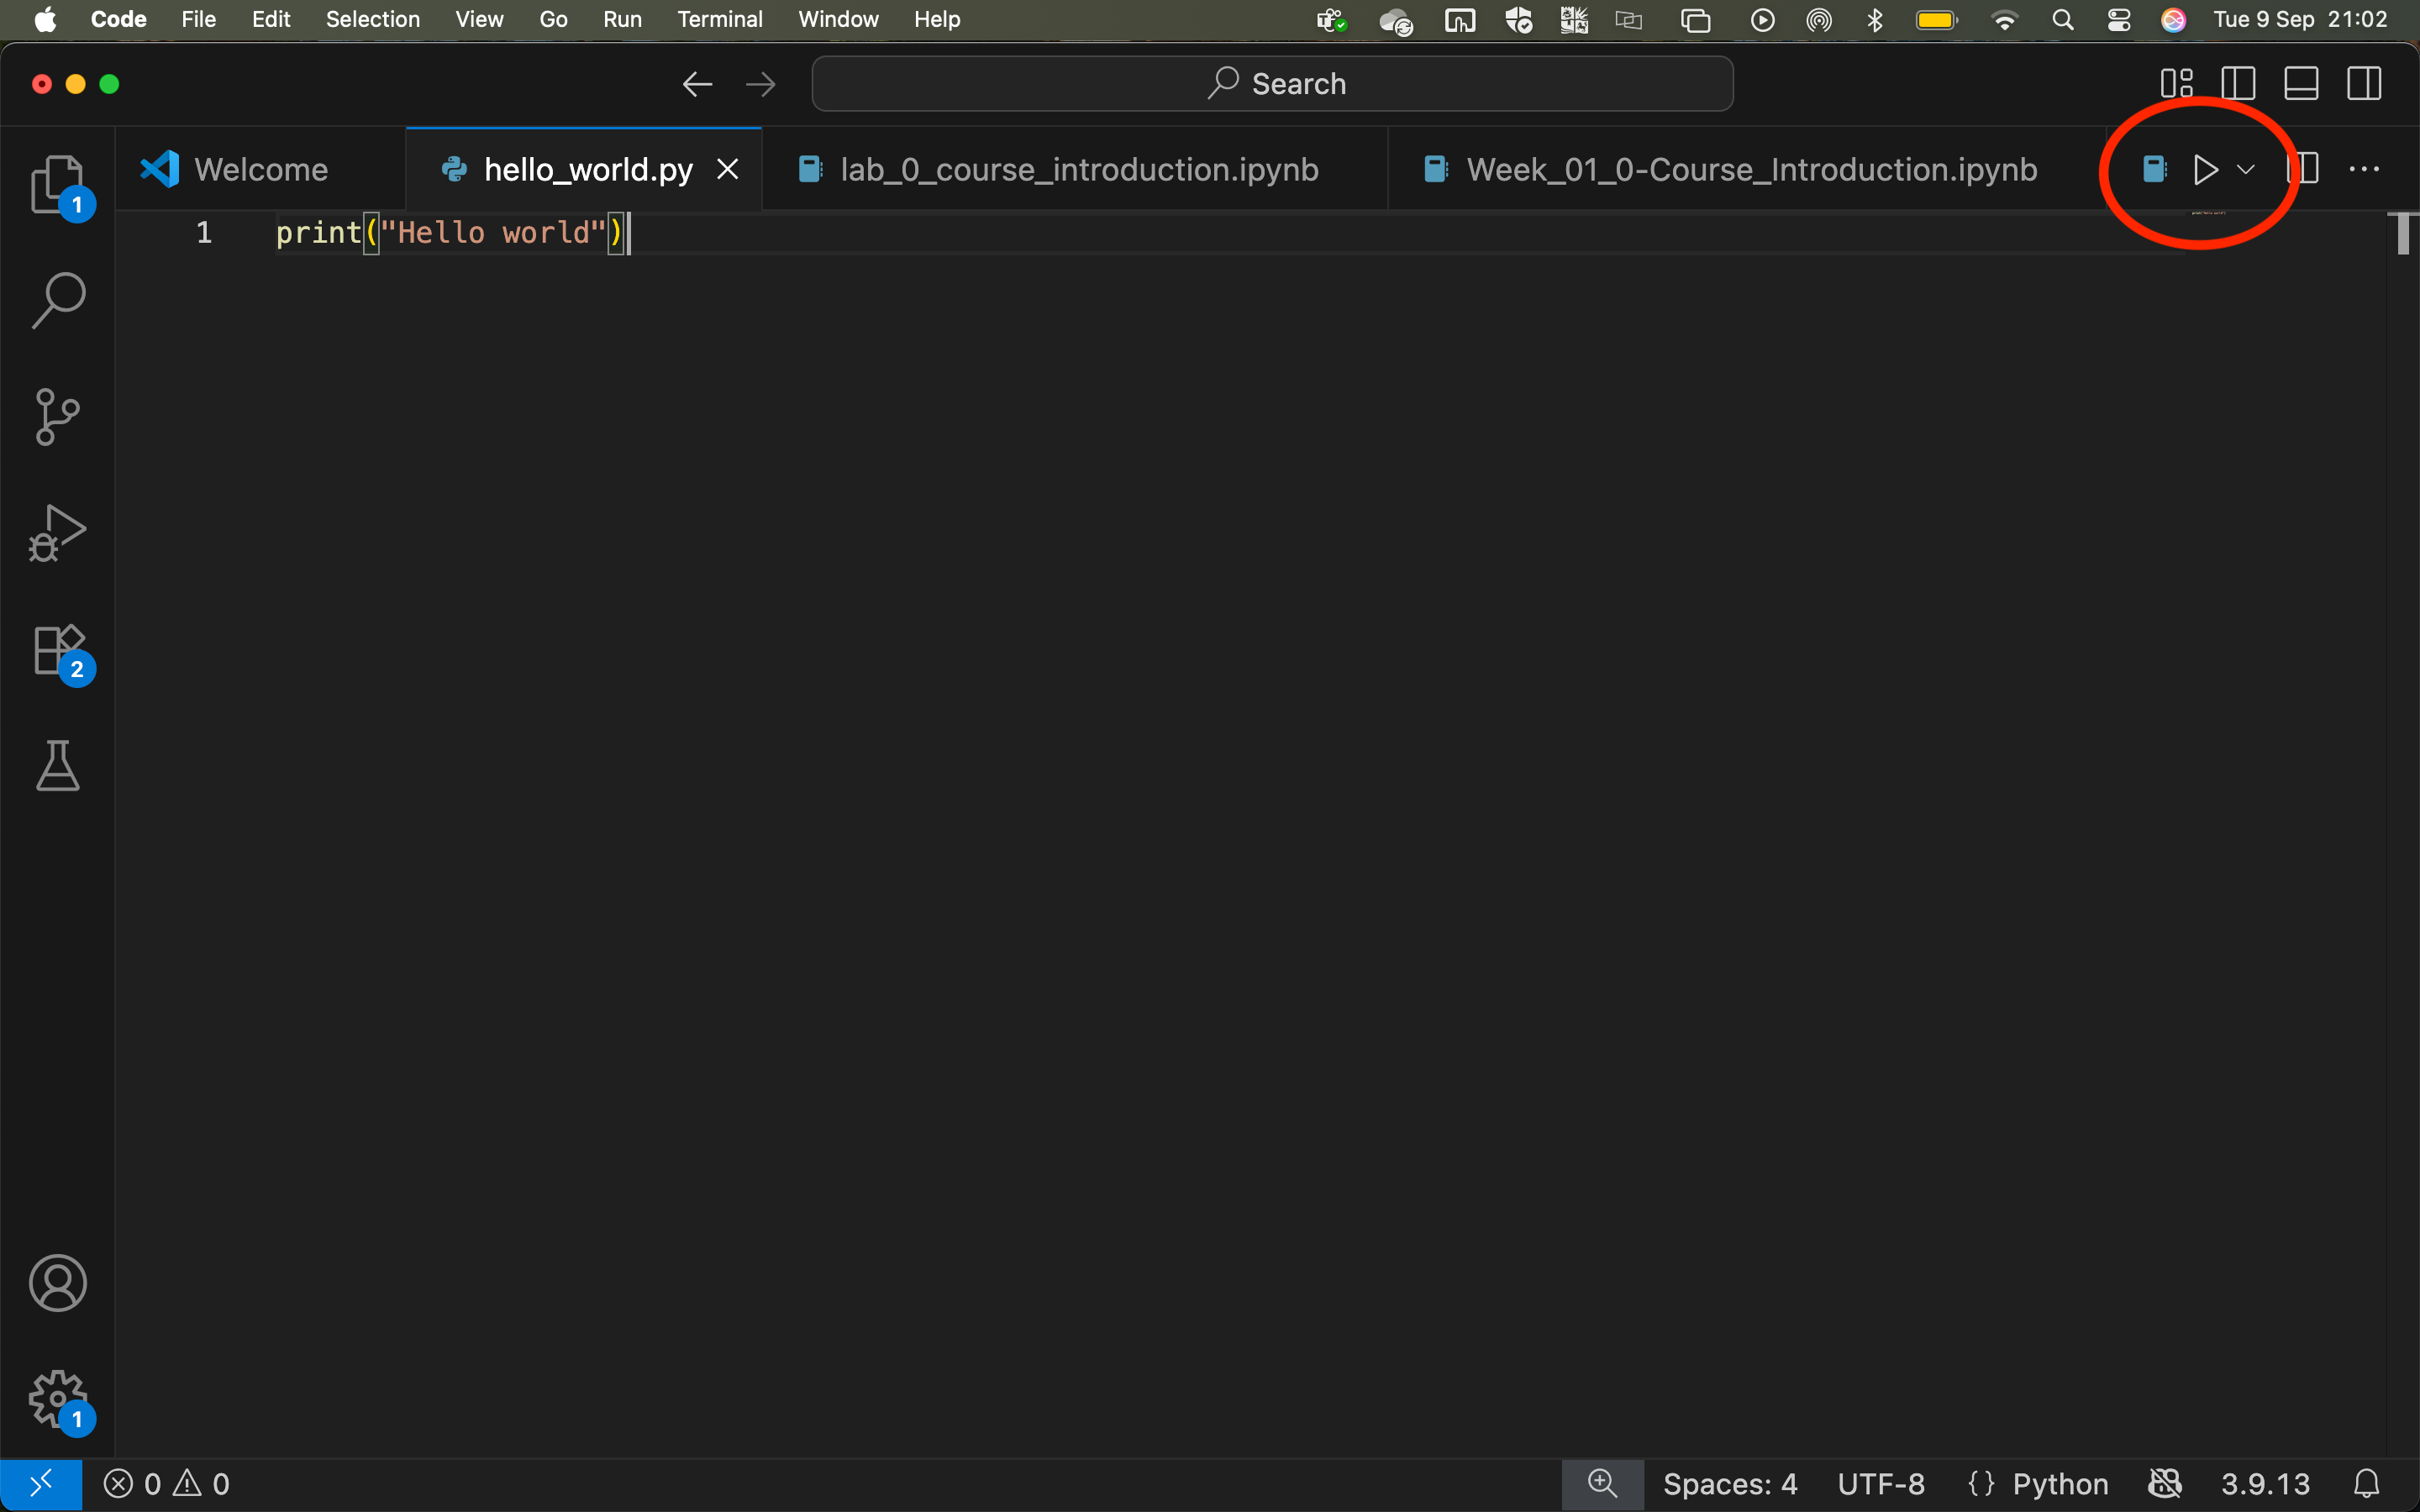 Code File Edit Selection View Go Run Terminal Window Help Tue 9 Sep 21:02
Search
Welcome hello_world.py lab_0_course_introduction.ipynb Week_01_0-Course_Introduction.ipynb
1
1 print("Hello world")
2
1
0 0 Spaces: 4 UTF-8 {} Python 3.9.13